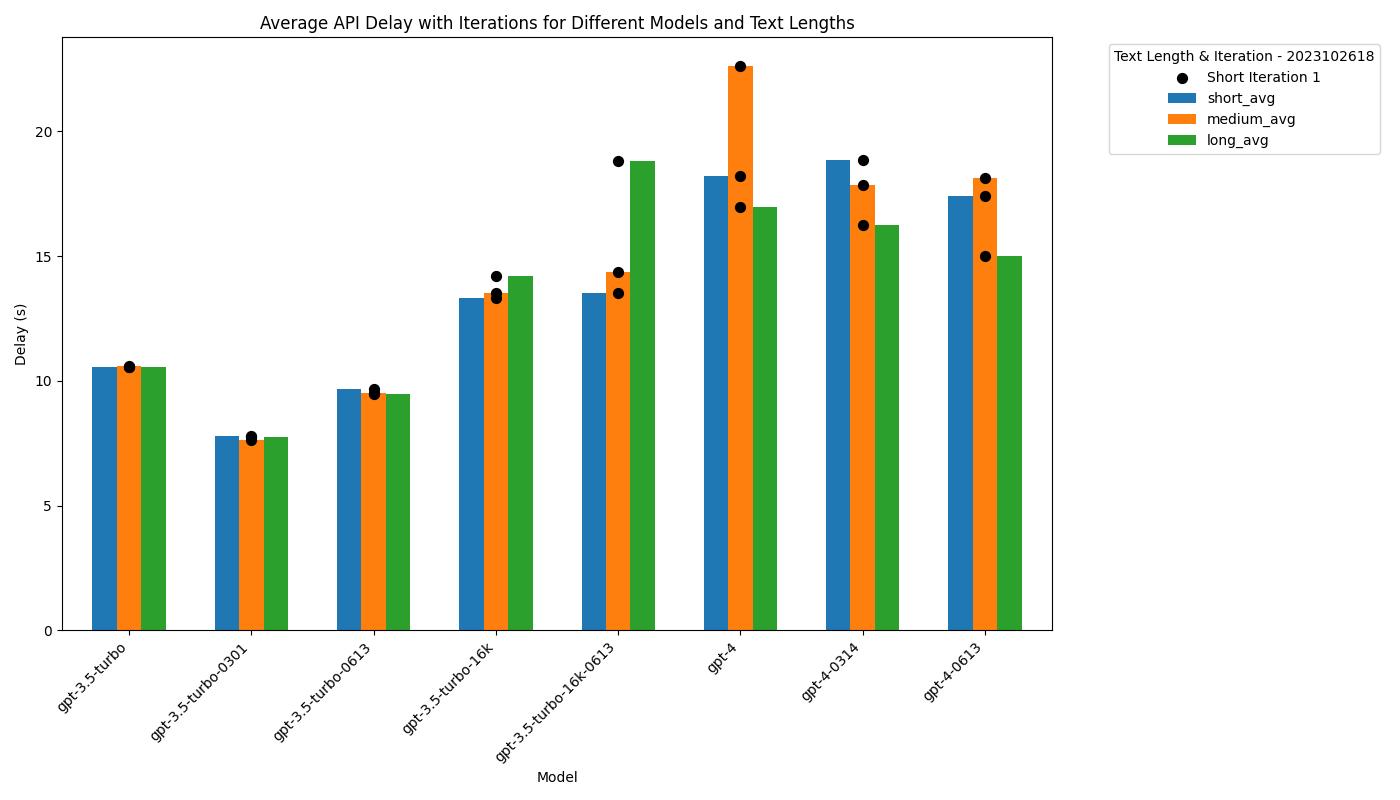 Average API Delay with Iterations for Different Models and Text Lengths
Text Length & Iteration - 2023102618
Short Iteration 1
short_avg
medium_avg
long_avg
Delay (s)
20
15
10
5
0
gpt-3.5-turbo
gpt-3.5-turbo-0301
gpt-3.5-turbo-0613
gpt-3.5-turbo-16k
gpt-3.5-turbo-16k-0613
gpt-4
gpt-4-0314
gpt-4-0613
Model